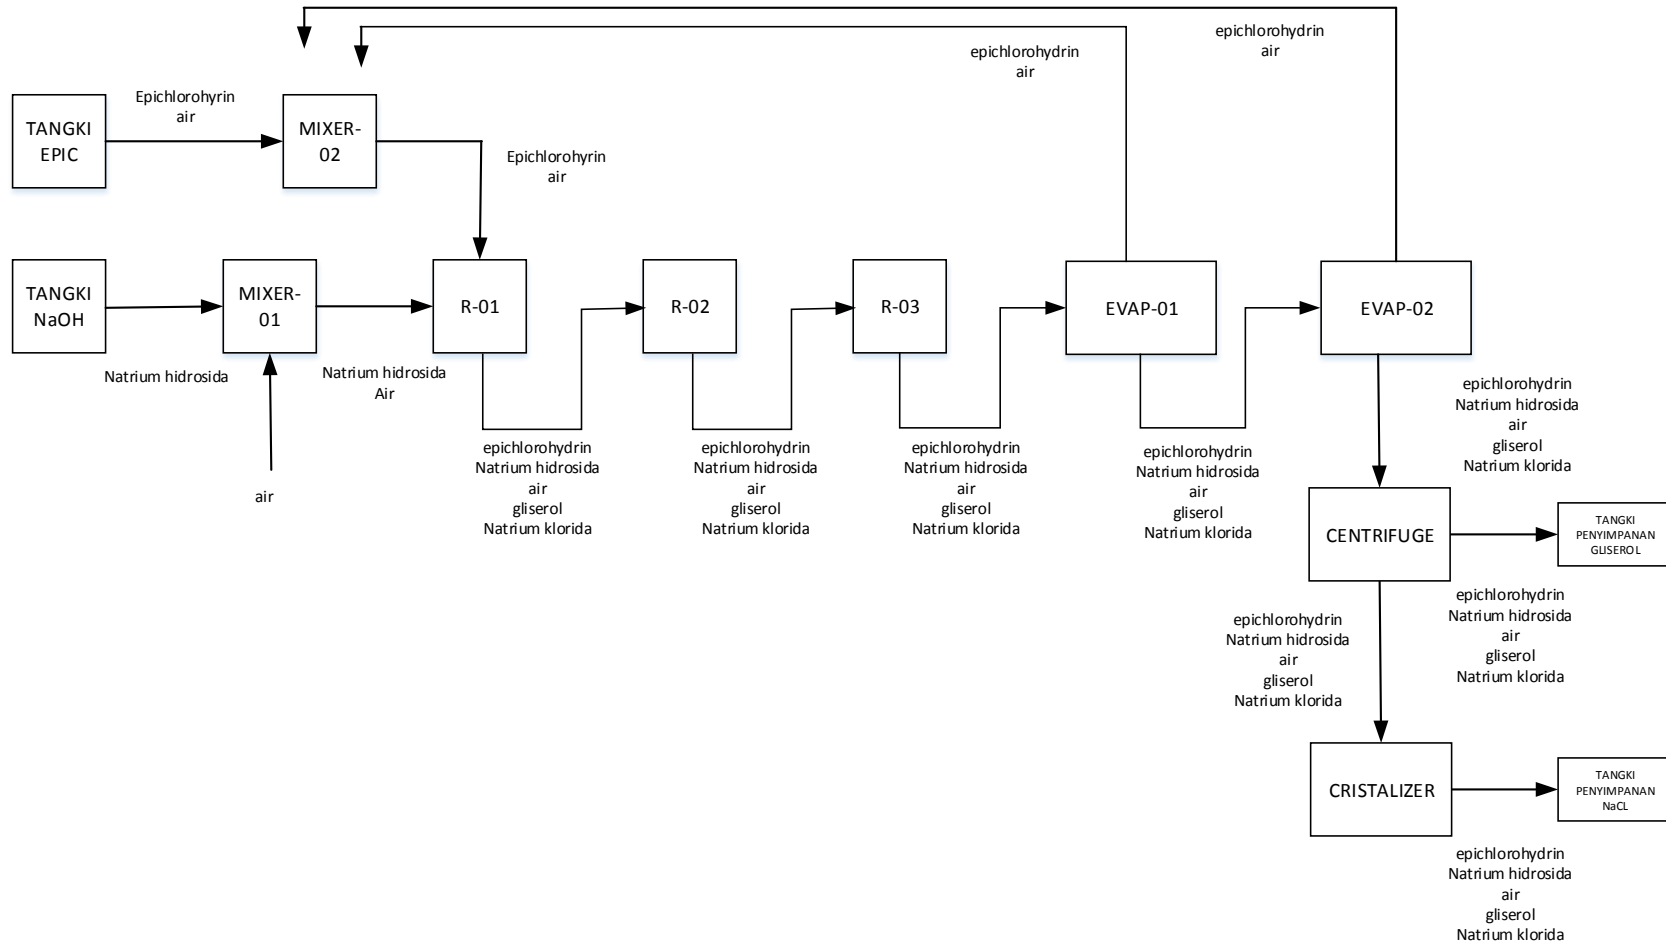 epichlorohydrin
air
epichlorohydrin
air
Epichlorohyrin
air
TANGKI
EPIC
MIXER-
02
Epichlorohyrin
air
TANGKI
NaOH
MIXER-
01
R-01
R-02
R-03
EVAP-01
EVAP-02
Natrium hidrosida
Natrium hidrosida
Air
air
epichlorohydrin
Natrium hidrosida
air
gliserol
Natrium klorida
epichlorohydrin
Natrium hidrosida
air
gliserol
Natrium klorida
epichlorohydrin
Natrium hidrosida
air
gliserol
Natrium klorida
epichlorohydrin
Natrium hidrosida
air
gliserol
Natrium klorida
epichlorohydrin
Natrium hidrosida
air
gliserol
Natrium klorida
CENTRIFUGE
TANGKI
PENYIMPANAN
GLISEROL
epichlorohydrin
Natrium hidrosida
air
gliserol
Natrium klorida
epichlorohydrin
Natrium hidrosida
air
gliserol
Natrium klorida
CRISTALIZER
TANGKI
PENYIMPANAN
NaCL
epichlorohydrin
Natrium hidrosida
air
gliserol
Natrium klorida